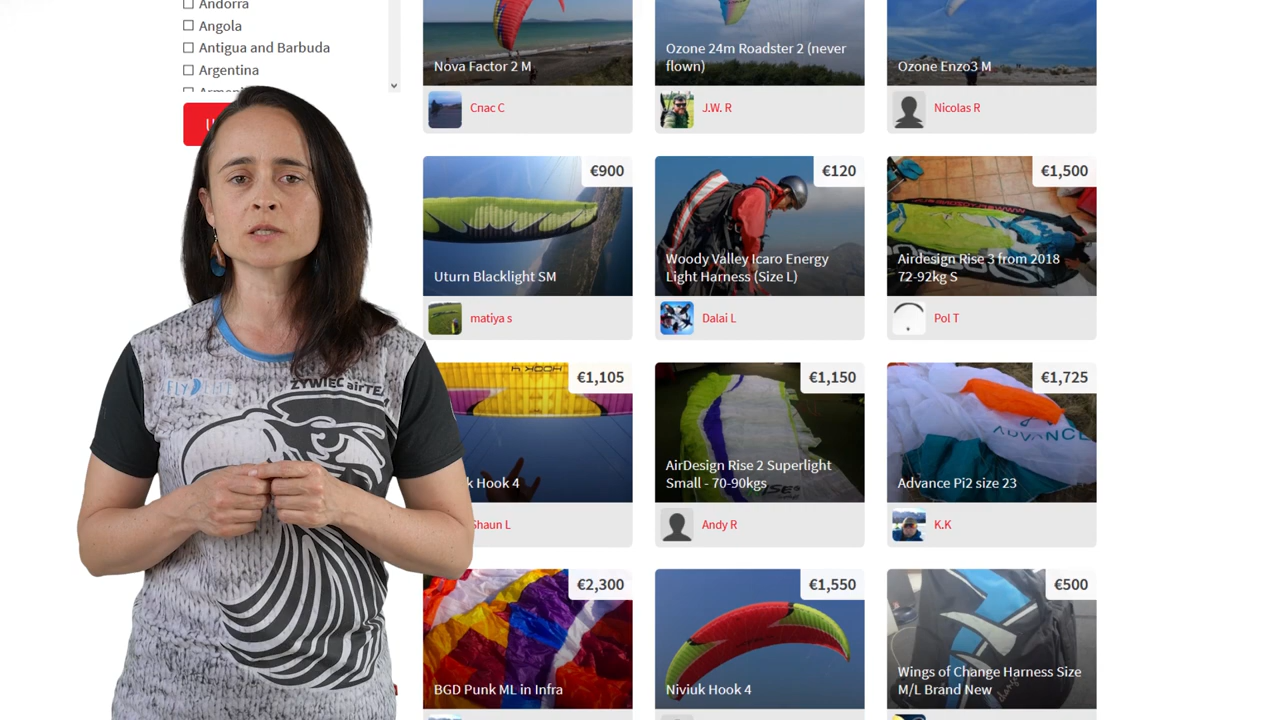 Andorra
Angola
Antigua and Barbuda
Argentina
Nova Factor 2 M
Cnac C
Ozone 24m Roadster 2 (never
flown)
J.W. R
Ozone Enzo3 M
Nicolas R
€900
Uturn Blacklight SM
matiya s
€120
Woody Valley Icaro Energy
Light Harness (Size L)
Dalai L
€1,500
Airdesign Rise 3 from 2018
72-92kg S
Pol T
€1,105
Hook 4
Shaun L
€1,150
AirDesign Rise 2 Superlight
Small - 70-90kgs
Andy R
€1,725
ADVANCE
Advance Pi2 size 23
K.K
FLY
ŻYWIEC airTEA
€2,300
BGD Punk ML in Infra
€1,550
Niviuk Hook 4
€500
Wings of Change Harness Size
M/L Brand New